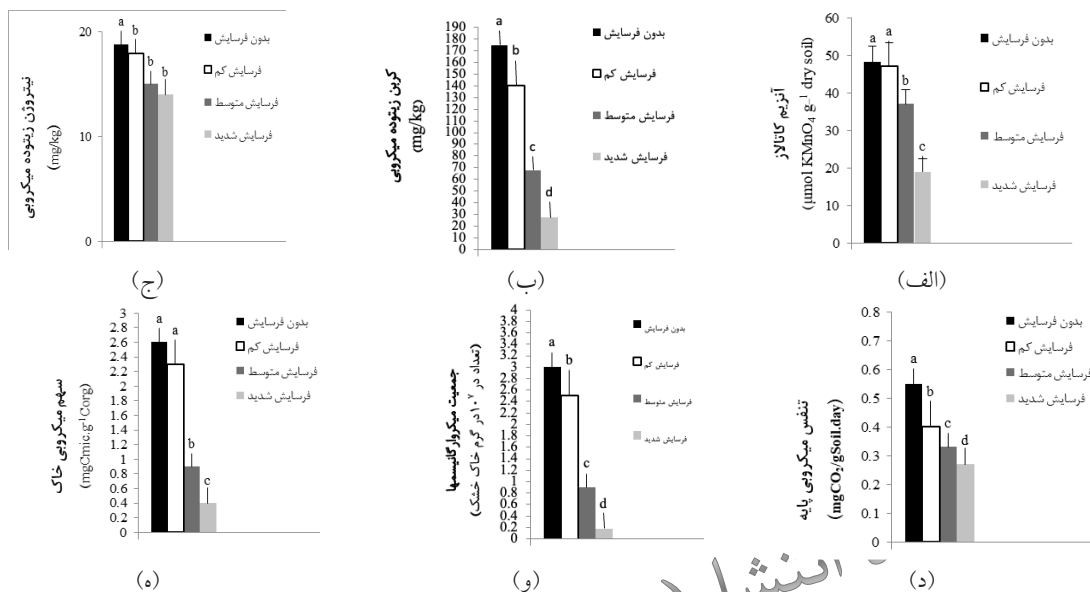 نیتروژن زیتوده میکروبی
(mg/kg)
20
10
0
a
b
b
b
بدون فرسایش
فرسایش کم
فرسایش متوسط
فرسایش شدید
(ج)
کربن زیتوده میکروبی
(mg/kg)
190
180
170
160
150
140
130
120
110
100
90
80
70
60
50
40
30
20
10
0
a
b
c
d
بدون فرسایش
فرسایش کم
فرسایش متوسط
فرسایش شدید
(ب)
آنزیم کاتالاز
(μmol KMnO₄ g⁻¹ dry soil)
60
50
40
30
20
10
0
a
a
b
c
بدون فرسایش
فرسایش کم
فرسایش متوسط
فرسایش شدید
(الف)
سهم میکروبی خاک
(mgCmic.g⁻¹Corg)
3
2.8
2.6
2.4
2.2
2
1.8
1.6
1.4
1.2
1
0.8
0.6
0.4
0.2
0
a
a
b
c
بدون فرسایش
فرسایش کم
فرسایش متوسط
فرسایش شدید
(ه)
جمعیت میکروارگانیسمها
(تعداد در ۱۰^۷ در گرم خاک خشک)
4
3.8
3.6
3.4
3.2
3
2.8
2.6
2.4
2.2
2
1.8
1.6
1.4
1.2
1
0.8
0.6
0.4
0.2
0
a
b
c
d
بدون فرسایش
فرسایش کم
فرسایش متوسط
فرسایش شدید
(و)
تنفس میکروبی پایه
(mgCO₂/gSoil.day)
0.8
0.7
0.6
0.5
0.4
0.3
0.2
0.1
0
a
b
c
d
بدون فرسایش
فرسایش کم
فرسایش متوسط
فرسایش شدید
(د)